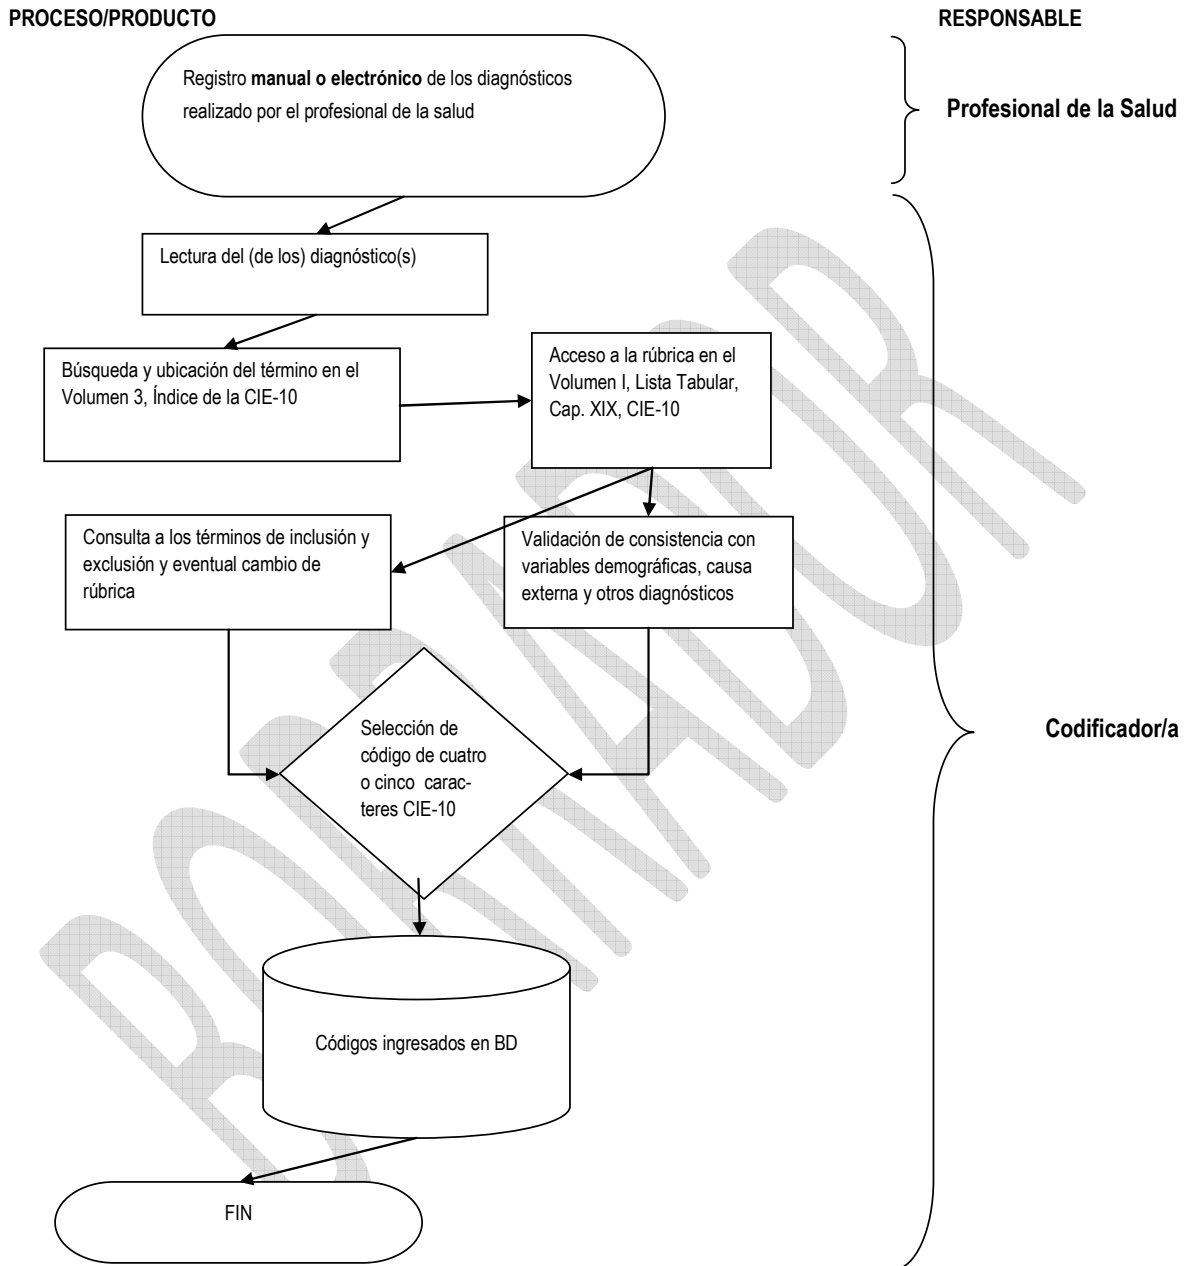 PROCESO/PRODUCTO
RESPONSABLE
Registro manual o electrónico de los diagnósticos
realizado por el profesional de la salud
Profesional de la Salud
Lectura del (de los) diagnóstico(s)
Búsqueda y ubicación del término en el
Volumen 3, Índice de la CIE-10
Acceso a la rúbrica en el
Volumen I, Lista Tabular,
Cap. XIX, CIE-10
Consulta a los términos de inclusión y
exclusión y eventual cambio de
rúbrica
Validación de consistencia con
variables demográficas, causa
externa y otros diagnósticos
Selección de
código de cuatro
o cinco carac-
teres CIE-10
Codificador/a
Códigos ingresados en BD
FIN
BORRADOR